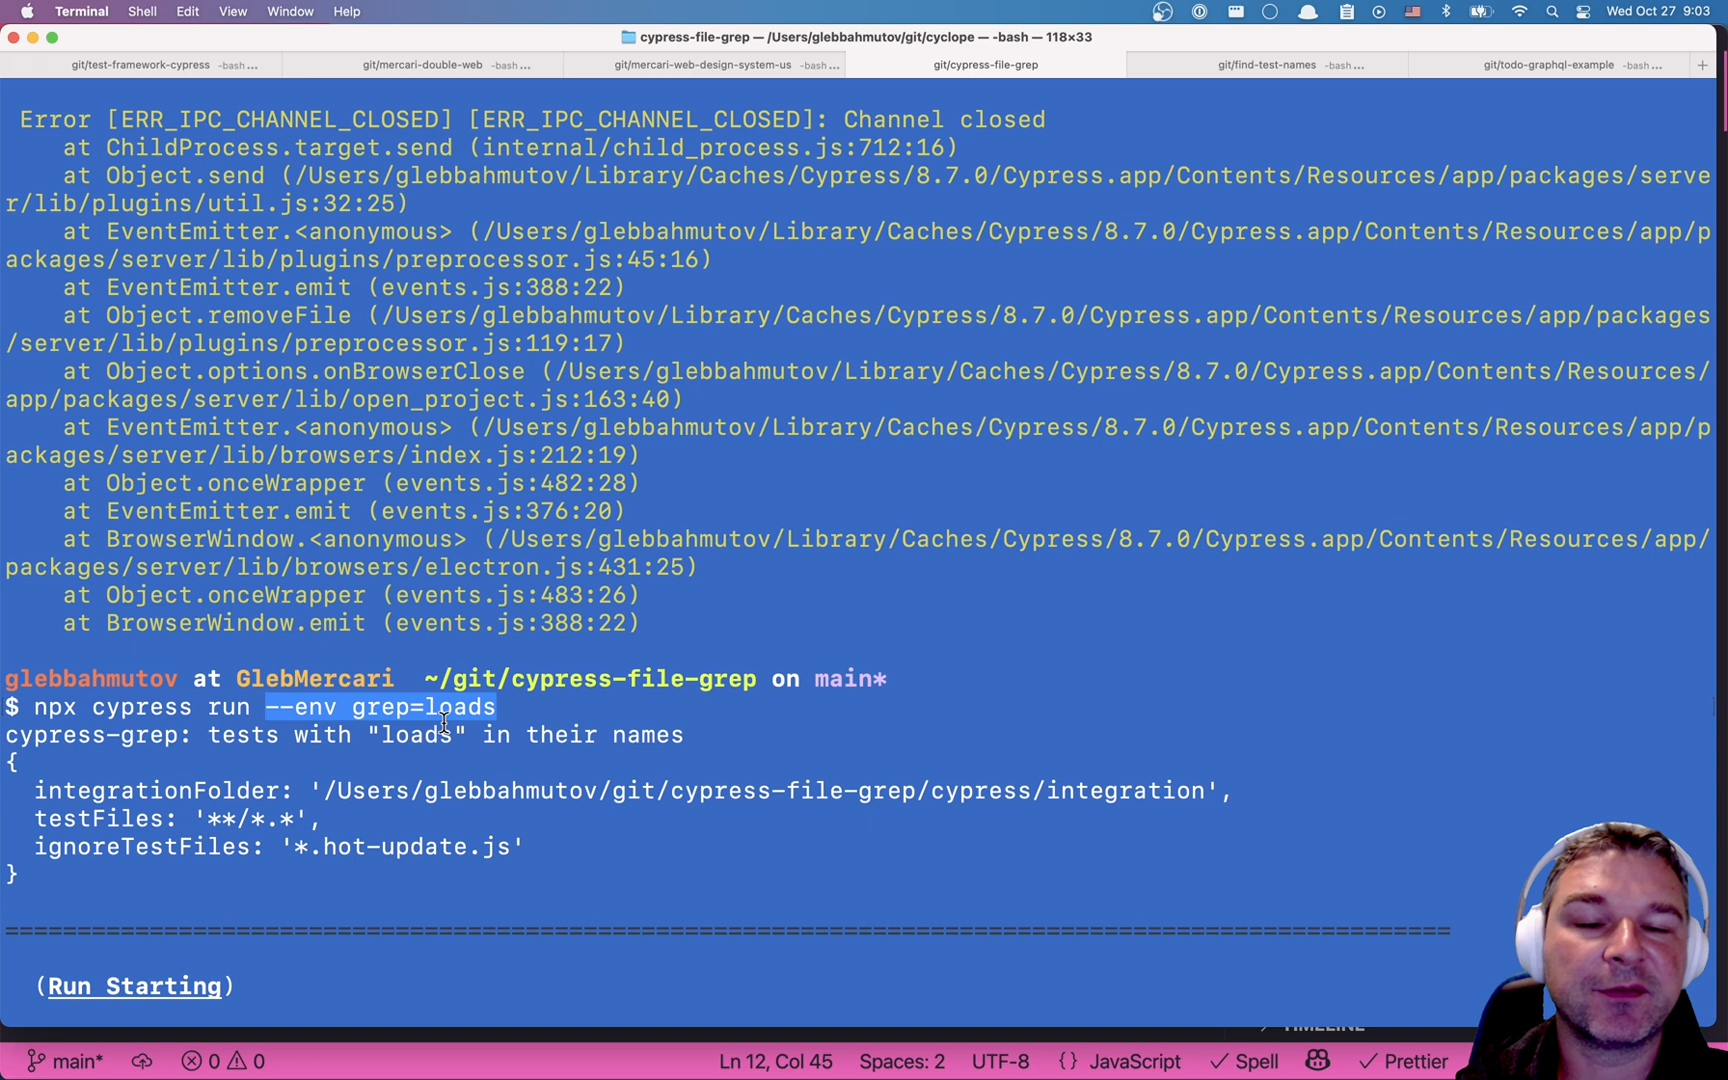 Terminal Shell Edit View Window Help Wed Oct 27 9:03
cypress-file-grep — /Users/glebbahmutov/git/cyclope — -bash — 118×33
git/test-framework-cypress -bash... git/mercari-double-web -bash... git/mercari-web-design-system-us -bash... git/cypress-file-grep git/find-test-names -bash... git/todo-graphql-example -bash... +
Error [ERR_IPC_CHANNEL_CLOSED] [ERR_IPC_CHANNEL_CLOSED]: Channel closed
at ChildProcess.target.send (internal/child_process.js:712:16)
at Object.send (/Users/glebbahmutov/Library/Caches/Cypress/8.7.0/Cypress.app/Contents/Resources/app/packages/serve
r/lib/plugins/util.js:32:25)
at EventEmitter.<anonymous> (/Users/glebbahmutov/Library/Caches/Cypress/8.7.0/Cypress.app/Contents/Resources/app/p
ackages/server/lib/plugins/preprocessor.js:45:16)
at EventEmitter.emit (events.js:388:22)
at Object.removeFile (/Users/glebbahmutov/Library/Caches/Cypress/8.7.0/Cypress.app/Contents/Resources/app/packages
/server/lib/plugins/preprocessor.js:119:17)
at Object.options.onBrowserClose (/Users/glebbahmutov/Library/Caches/Cypress/8.7.0/Cypress.app/Contents/Resources/
app/packages/server/lib/open_project.js:163:40)
at EventEmitter.<anonymous> (/Users/glebbahmutov/Library/Caches/Cypress/8.7.0/Cypress.app/Contents/Resources/app/p
ackages/server/lib/browsers/index.js:212:19)
at Object.onceWrapper (events.js:482:28)
at EventEmitter.emit (events.js:376:20)
at BrowserWindow.<anonymous> (/Users/glebbahmutov/Library/Caches/Cypress/8.7.0/Cypress.app/Contents/Resources/app/
packages/server/lib/browsers/electron.js:431:25)
at Object.onceWrapper (events.js:483:26)
at BrowserWindow.emit (events.js:388:22)
glebbahmutov at GlebMercari ~/git/cypress-file-grep on main*
$ npx cypress run --env grep=loads
cypress-grep: tests with "loads" in their names
{
integrationFolder: '/Users/glebbahmutov/git/cypress-file-grep/cypress/integration',
testFiles: '**/*.*',
ignoreTestFiles: '*.hot-update.js'
}
====================================================================================================
(Run Starting)
TIMELINE
main* 0 0 Ln 12, Col 45 Spaces: 2 UTF-8 {} JavaScript Spell Prettier